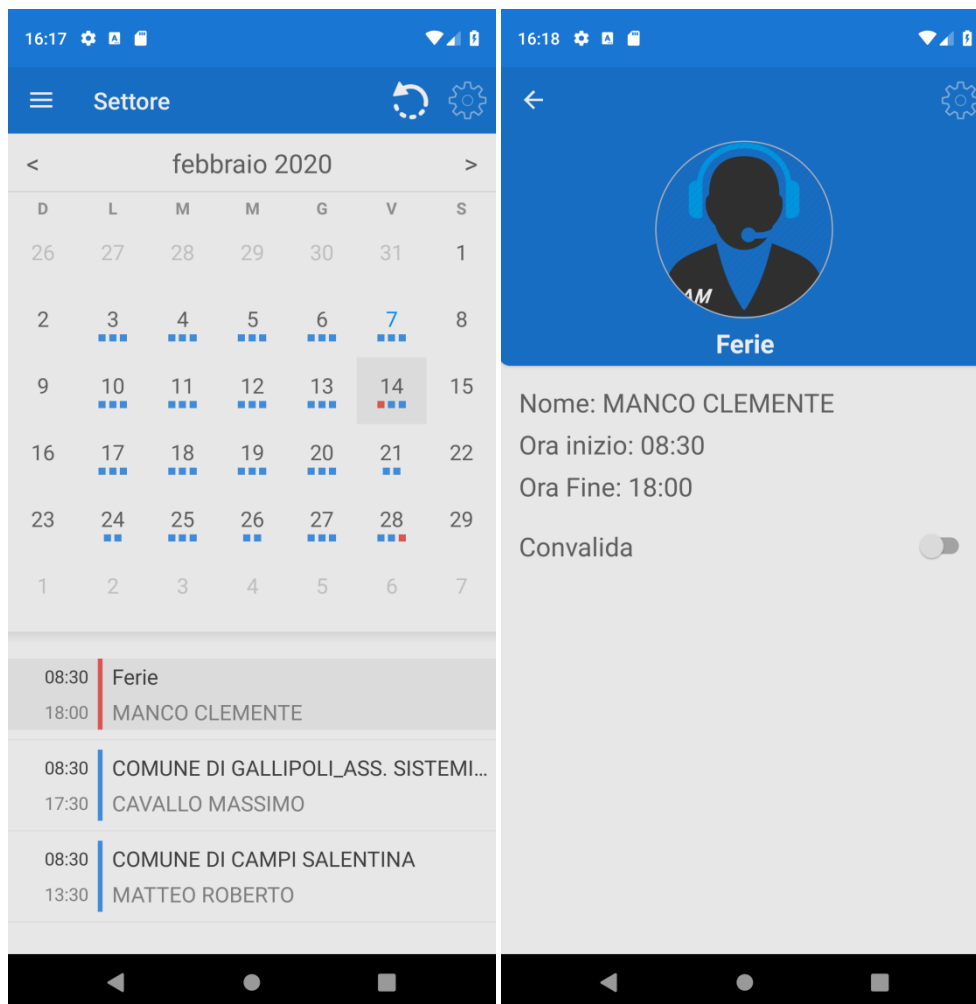 16:17
Settore
< febbraio 2020 >
D L M M G V S
26 27 28 29 30 31 1
2 3 4 5 6 7 8
9 10 11 12 13 14 15
16 17 18 19 20 21 22
23 24 25 26 27 28 29
1 2 3 4 5 6 7
08:30 Ferie
18:00 MANCO CLEMENTE
08:30 COMUNE DI GALLIPOLI_ASS. SISTEMI...
17:30 CAVALLO MASSIMO
08:30 COMUNE DI CAMPI SALENTINA
13:30 MATTEO ROBERTO
16:18
AM
Ferie
Nome: MANCO CLEMENTE
Ora inizio: 08:30
Ora Fine: 18:00
Convalida